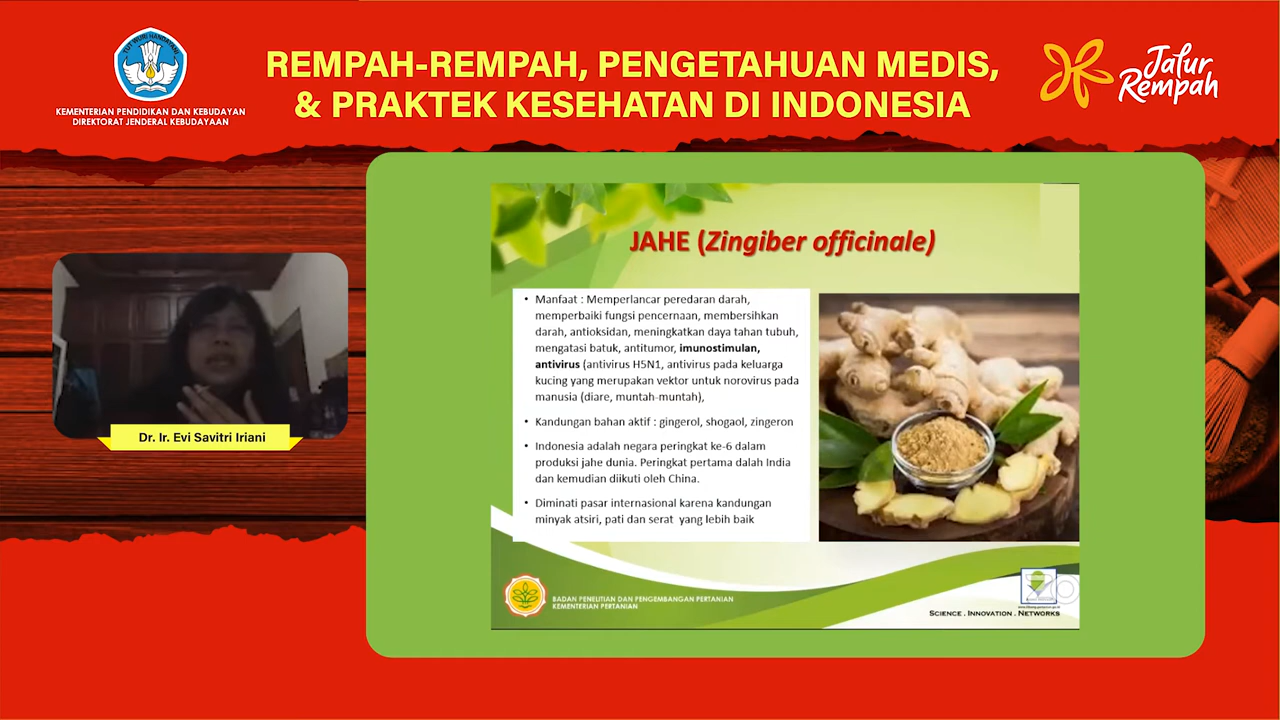 TUT WURI HANDAYANI
KEMENTERIAN PENDIDIKAN DAN KEBUDAYAN
DIREKTORAT JENDERAL KEBUDAYAAN
REMPAH-REMPAH, PENGETAHUAN MEDIS,
& PRAKTEK KESEHATAN DI INDONESIA
Jalur
Rempah
Dr. Ir. Evi Savitri Iriani
JAHE (Zingiber officinale)
• Manfaat : Memperlancar peredaran darah,
memperbaiki fungsi pencernaan, membersihkan
darah, antioksidan, meningkatkan daya tahan tubuh,
mengatasi batuk, antitumor, imunostimulan,
antivirus (antivirus H5N1, antivirus pada keluarga
kucing yang merupakan vektor untuk norovirus pada
manusia (diare, muntah-muntah),
• Kandungan bahan aktif : gingerol, shogaol, zingeron
• Indonesia adalah negara peringkat ke-6 dalam
produksi jahe dunia. Peringkat pertama dalah India
dan kemudian diikuti oleh China.
• Diminati pasar internasional karena kandungan
minyak atsiri, pati dan serat yang lebih baik
BADAN PENELITIAN DAN PENGEMBANGAN PERTANIAN
KEMENTERIAN PERTANIAN
SCIENCE . INNOVATION . NETWORKS